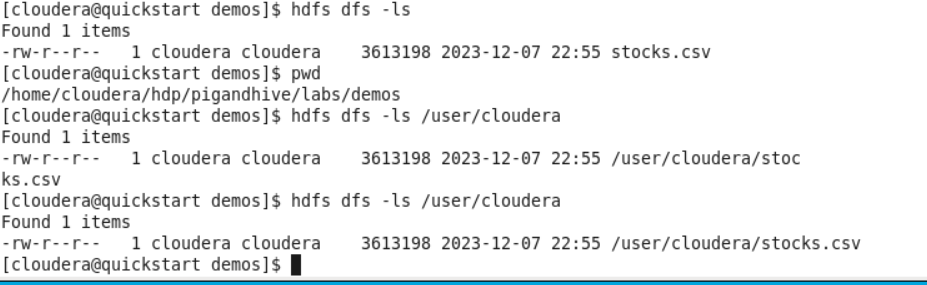 [cloudera@quickstart demos]$ hdfs dfs -ls
Found 1 items
-rw-r--r--   1 cloudera cloudera    3613198 2023-12-07 22:55 stocks.csv
[cloudera@quickstart demos]$ pwd
/home/cloudera/hdp/pigandhive/labs/demos
[cloudera@quickstart demos]$ hdfs dfs -ls /user/cloudera
Found 1 items
-rw-r--r--   1 cloudera cloudera    3613198 2023-12-07 22:55 /user/cloudera/stoc
ks.csv
[cloudera@quickstart demos]$ hdfs dfs -ls /user/cloudera
Found 1 items
-rw-r--r--   1 cloudera cloudera    3613198 2023-12-07 22:55 /user/cloudera/stocks.csv
[cloudera@quickstart demos]$